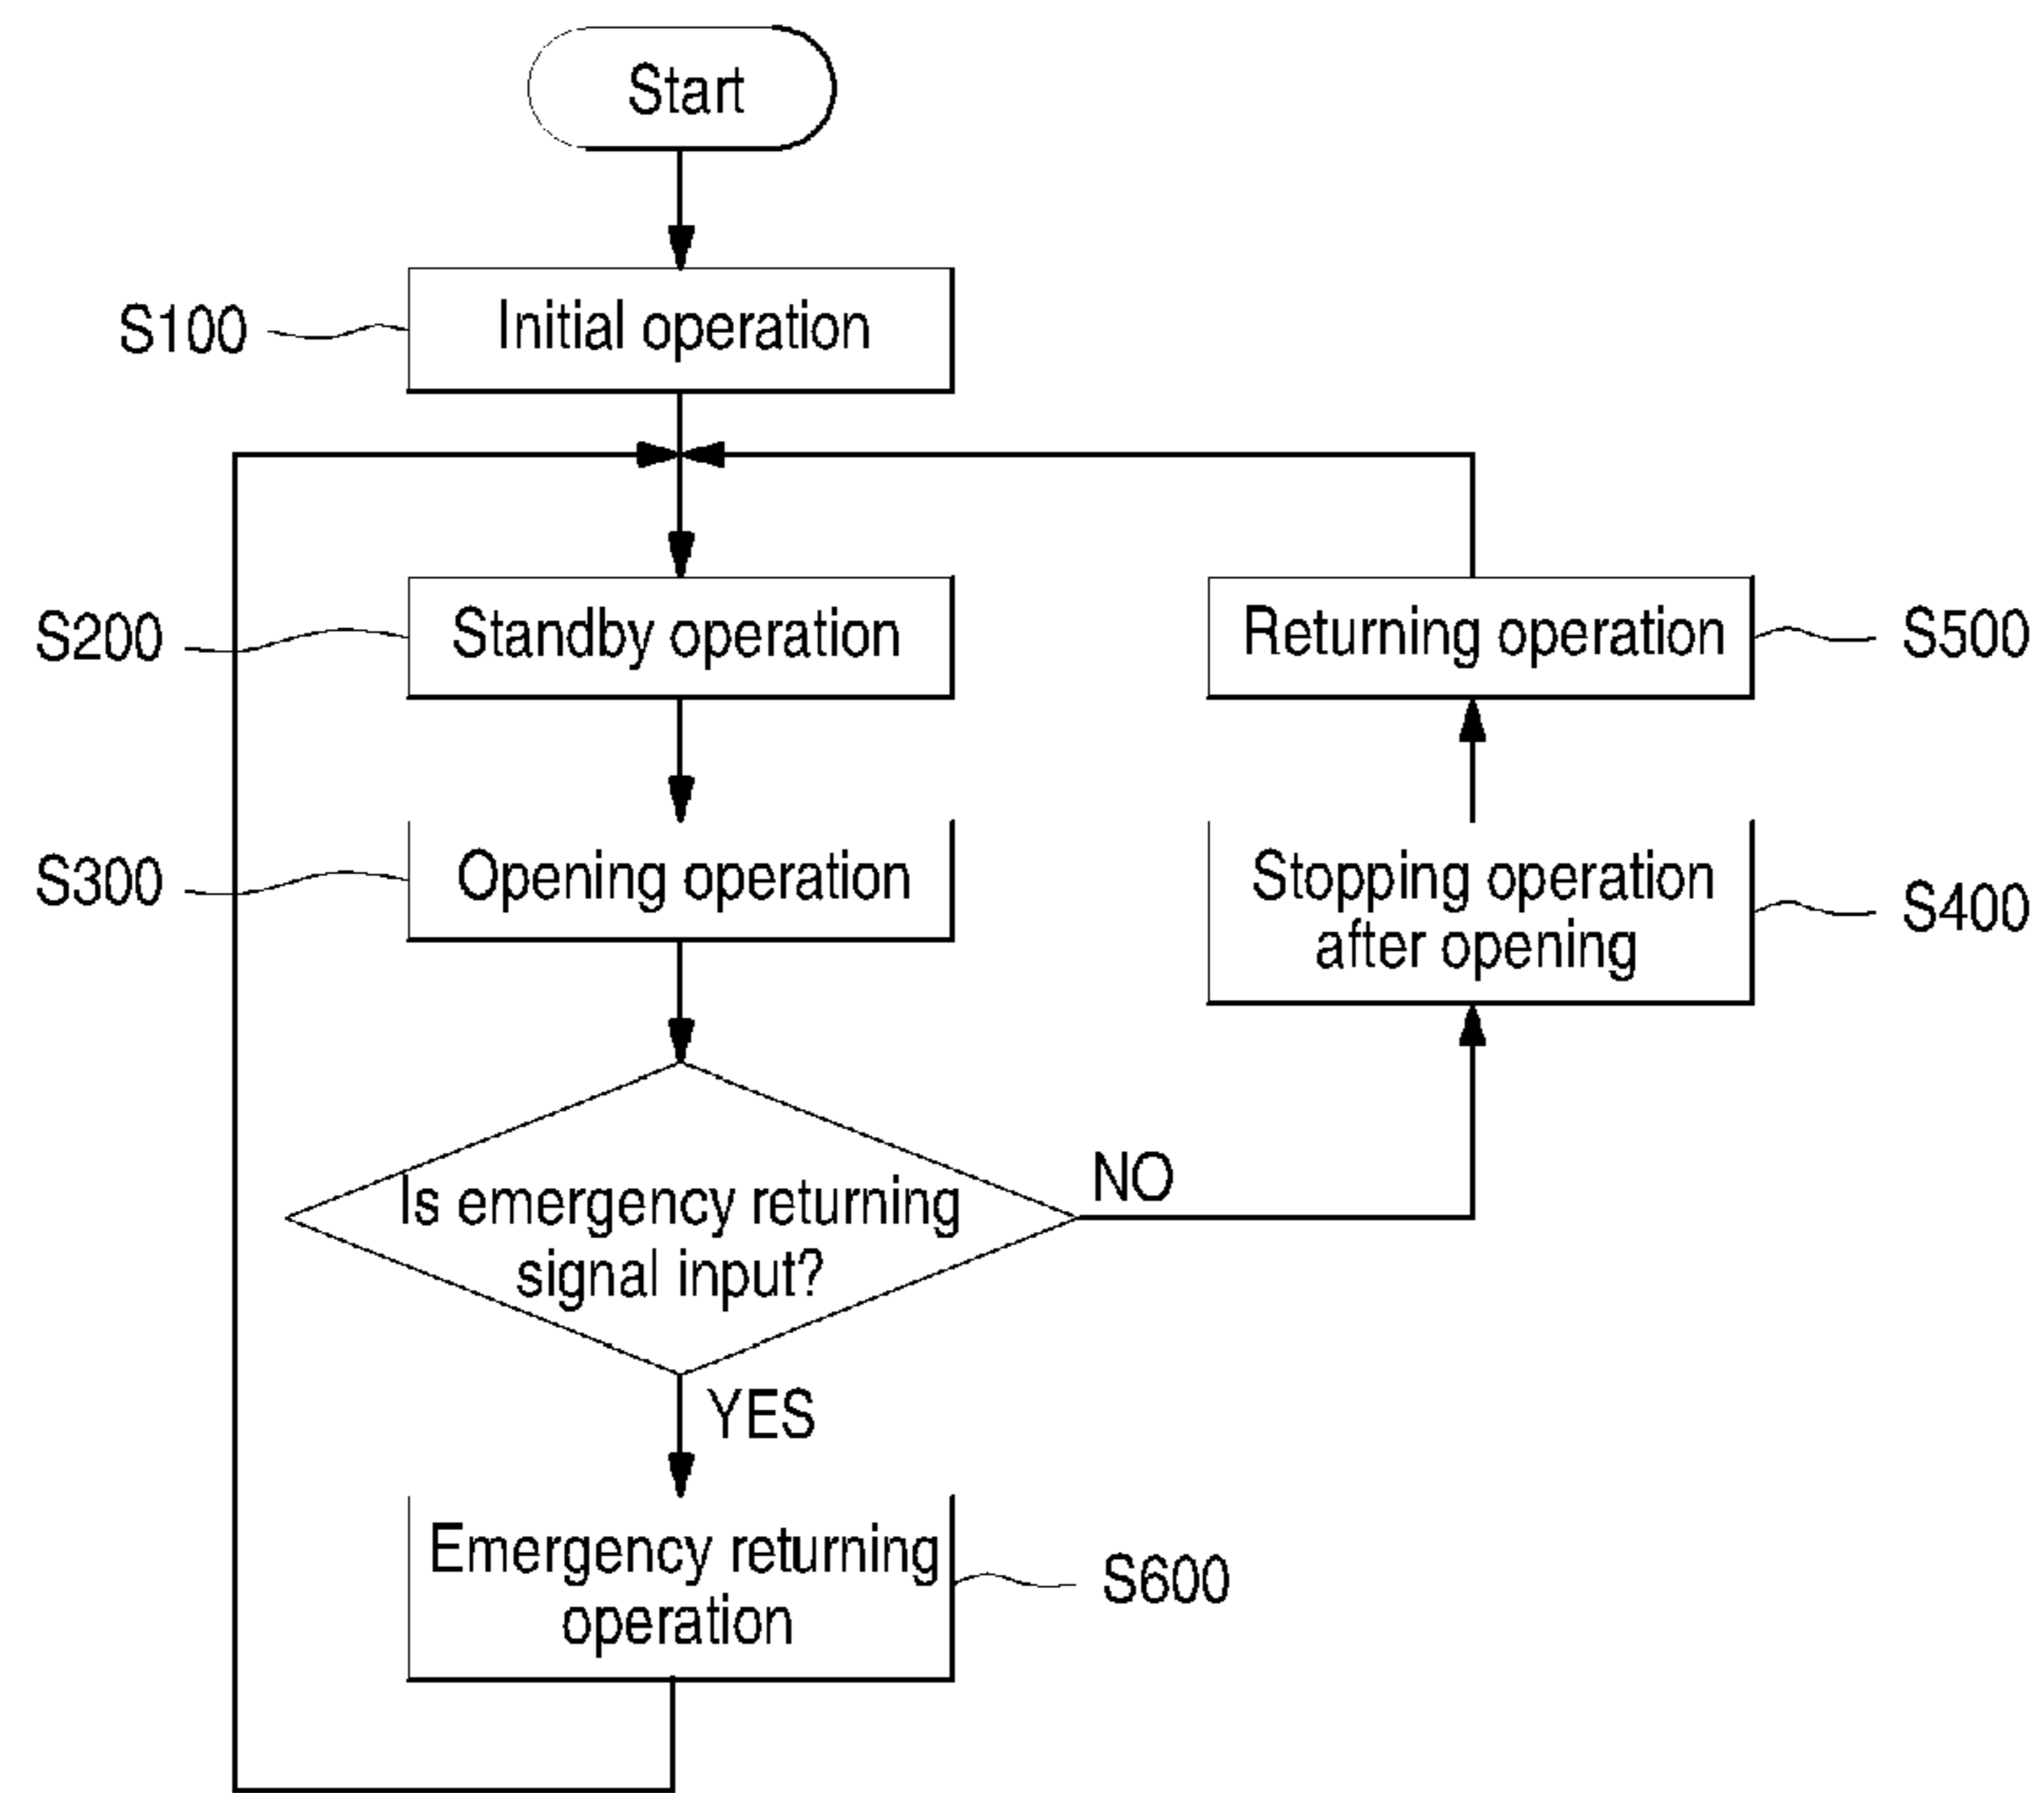 Start
S100
Initial operation
S200
Standby operation
Returning operation
S500
S300
Opening operation
Stopping operation
after opening
S400
Is emergency returning
signal input?
NO
YES
Emergency returning
operation
S600